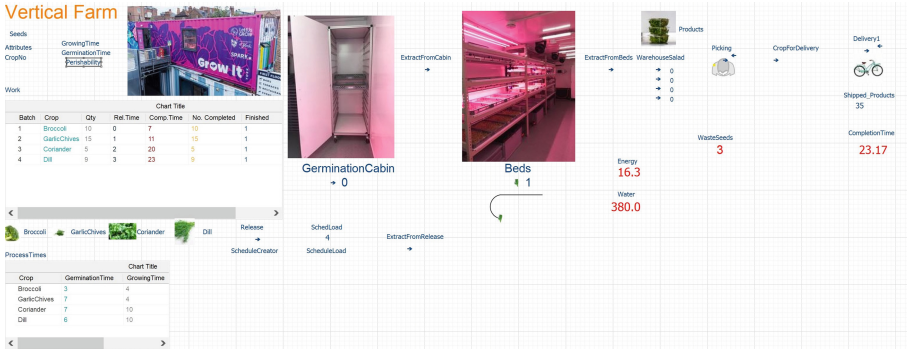 Vertical Farm
Seeds
Attributes
CropNo
GrowingTime
GerminationTime
Perishability
Work
GROW It
SPARK
ExtractFromCabin
ExtractFromBeds
WarehouseSalad
Products
0
0
0
0
Picking
CropForDelivery
Delivery1
Shipped_Products
35
CompletionTime
23.17
WasteSeeds
3
Energy
16.3
Water
380.0
Chart Title
Batch Crop Qty Rel.Time Comp.Time No. Completed Finished
1 Broccoli 10 0 7 10 1
2 GarlicChives 15 1 11 15 1
3 Coriander 5 2 20 5 1
4 Dill 9 3 23 9 1
GerminationCabin
0
Beds
1
Broccoli
GarlicChives
Coriander
Dill
Release
ScheduleCreator
SchedLoad
4
ScheduleLoad
ExtractFromRelease
ProcessTimes
Chart Title
Crop GerminationTime GrowingTime
Broccoli 3 4
GarlicChives 7 4
Coriander 7 10
Dill 6 10